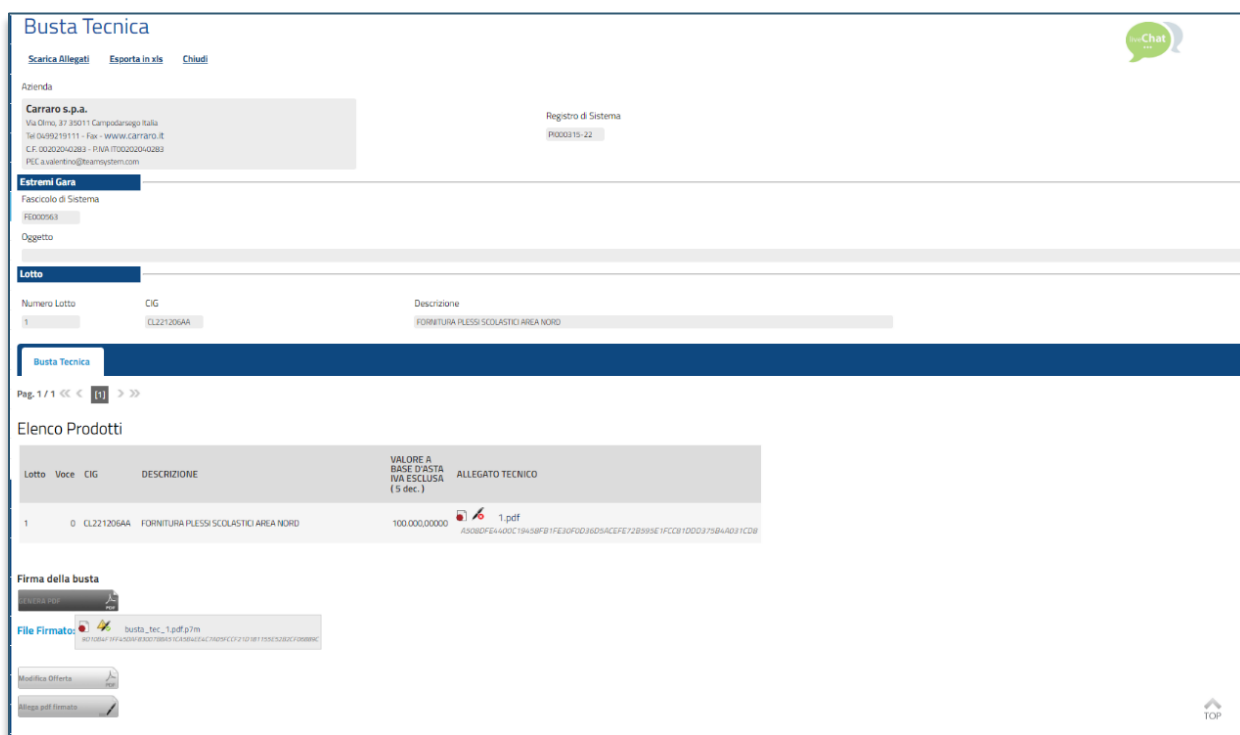 Busta Tecnica
Chat
Scarica Allegati Esporta in xls Chiudi
Azienda
Carraro s.p.a.
Via Olmo, 37 35011 Campodarsego Italia
Tel 0499219111 - Fax - www.carraro.it
C.F. 00202040283 - P.IVA IT00202040283
PEC a.valentino@teamsystem.com
Registro di Sistema
PI000315-22
Estremi Gara
Fascicolo di Sistema
FE000563
Oggetto
Lotto
Numero Lotto CIG Descrizione
1 CL221206AA FORNITURA PLESSI SCOLASTICI AREA NORD
Busta Tecnica
Pag. 1 / 1 [1]
Elenco Prodotti
Lotto Voce CIG DESCRIZIONE VALORE A BASE D'ASTA IVA ESCLUSA ( 5 dec. ) ALLEGATO TECNICO
1 0 CL221206AA FORNITURA PLESSI SCOLASTICI AREA NORD 100.000,00000 1.pdf
Firma della busta
GENERA PDF
File Firmato: busta_tec_1.pdf.p7m
Modifica Offerta
Allega pdf firmato
TOP